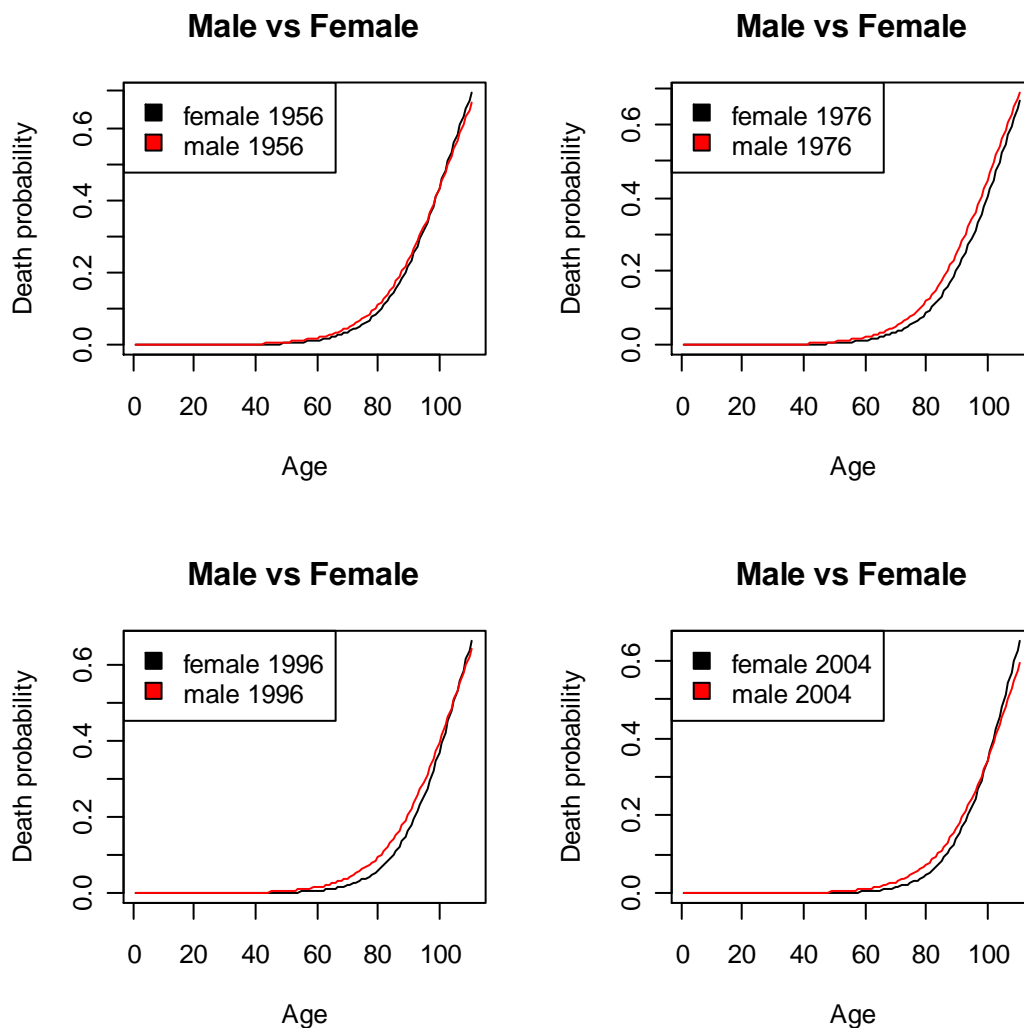 Male vs Female
female 1956
male 1956
Death probability
0.0 0.2 0.4 0.6
0 20 40 60 80 100
Age
Male vs Female
female 1976
male 1976
Death probability
0.0 0.2 0.4 0.6
0 20 40 60 80 100
Age
Male vs Female
female 1996
male 1996
Death probability
0.0 0.2 0.4 0.6
0 20 40 60 80 100
Age
Male vs Female
female 2004
male 2004
Death probability
0.0 0.2 0.4 0.6
0 20 40 60 80 100
Age